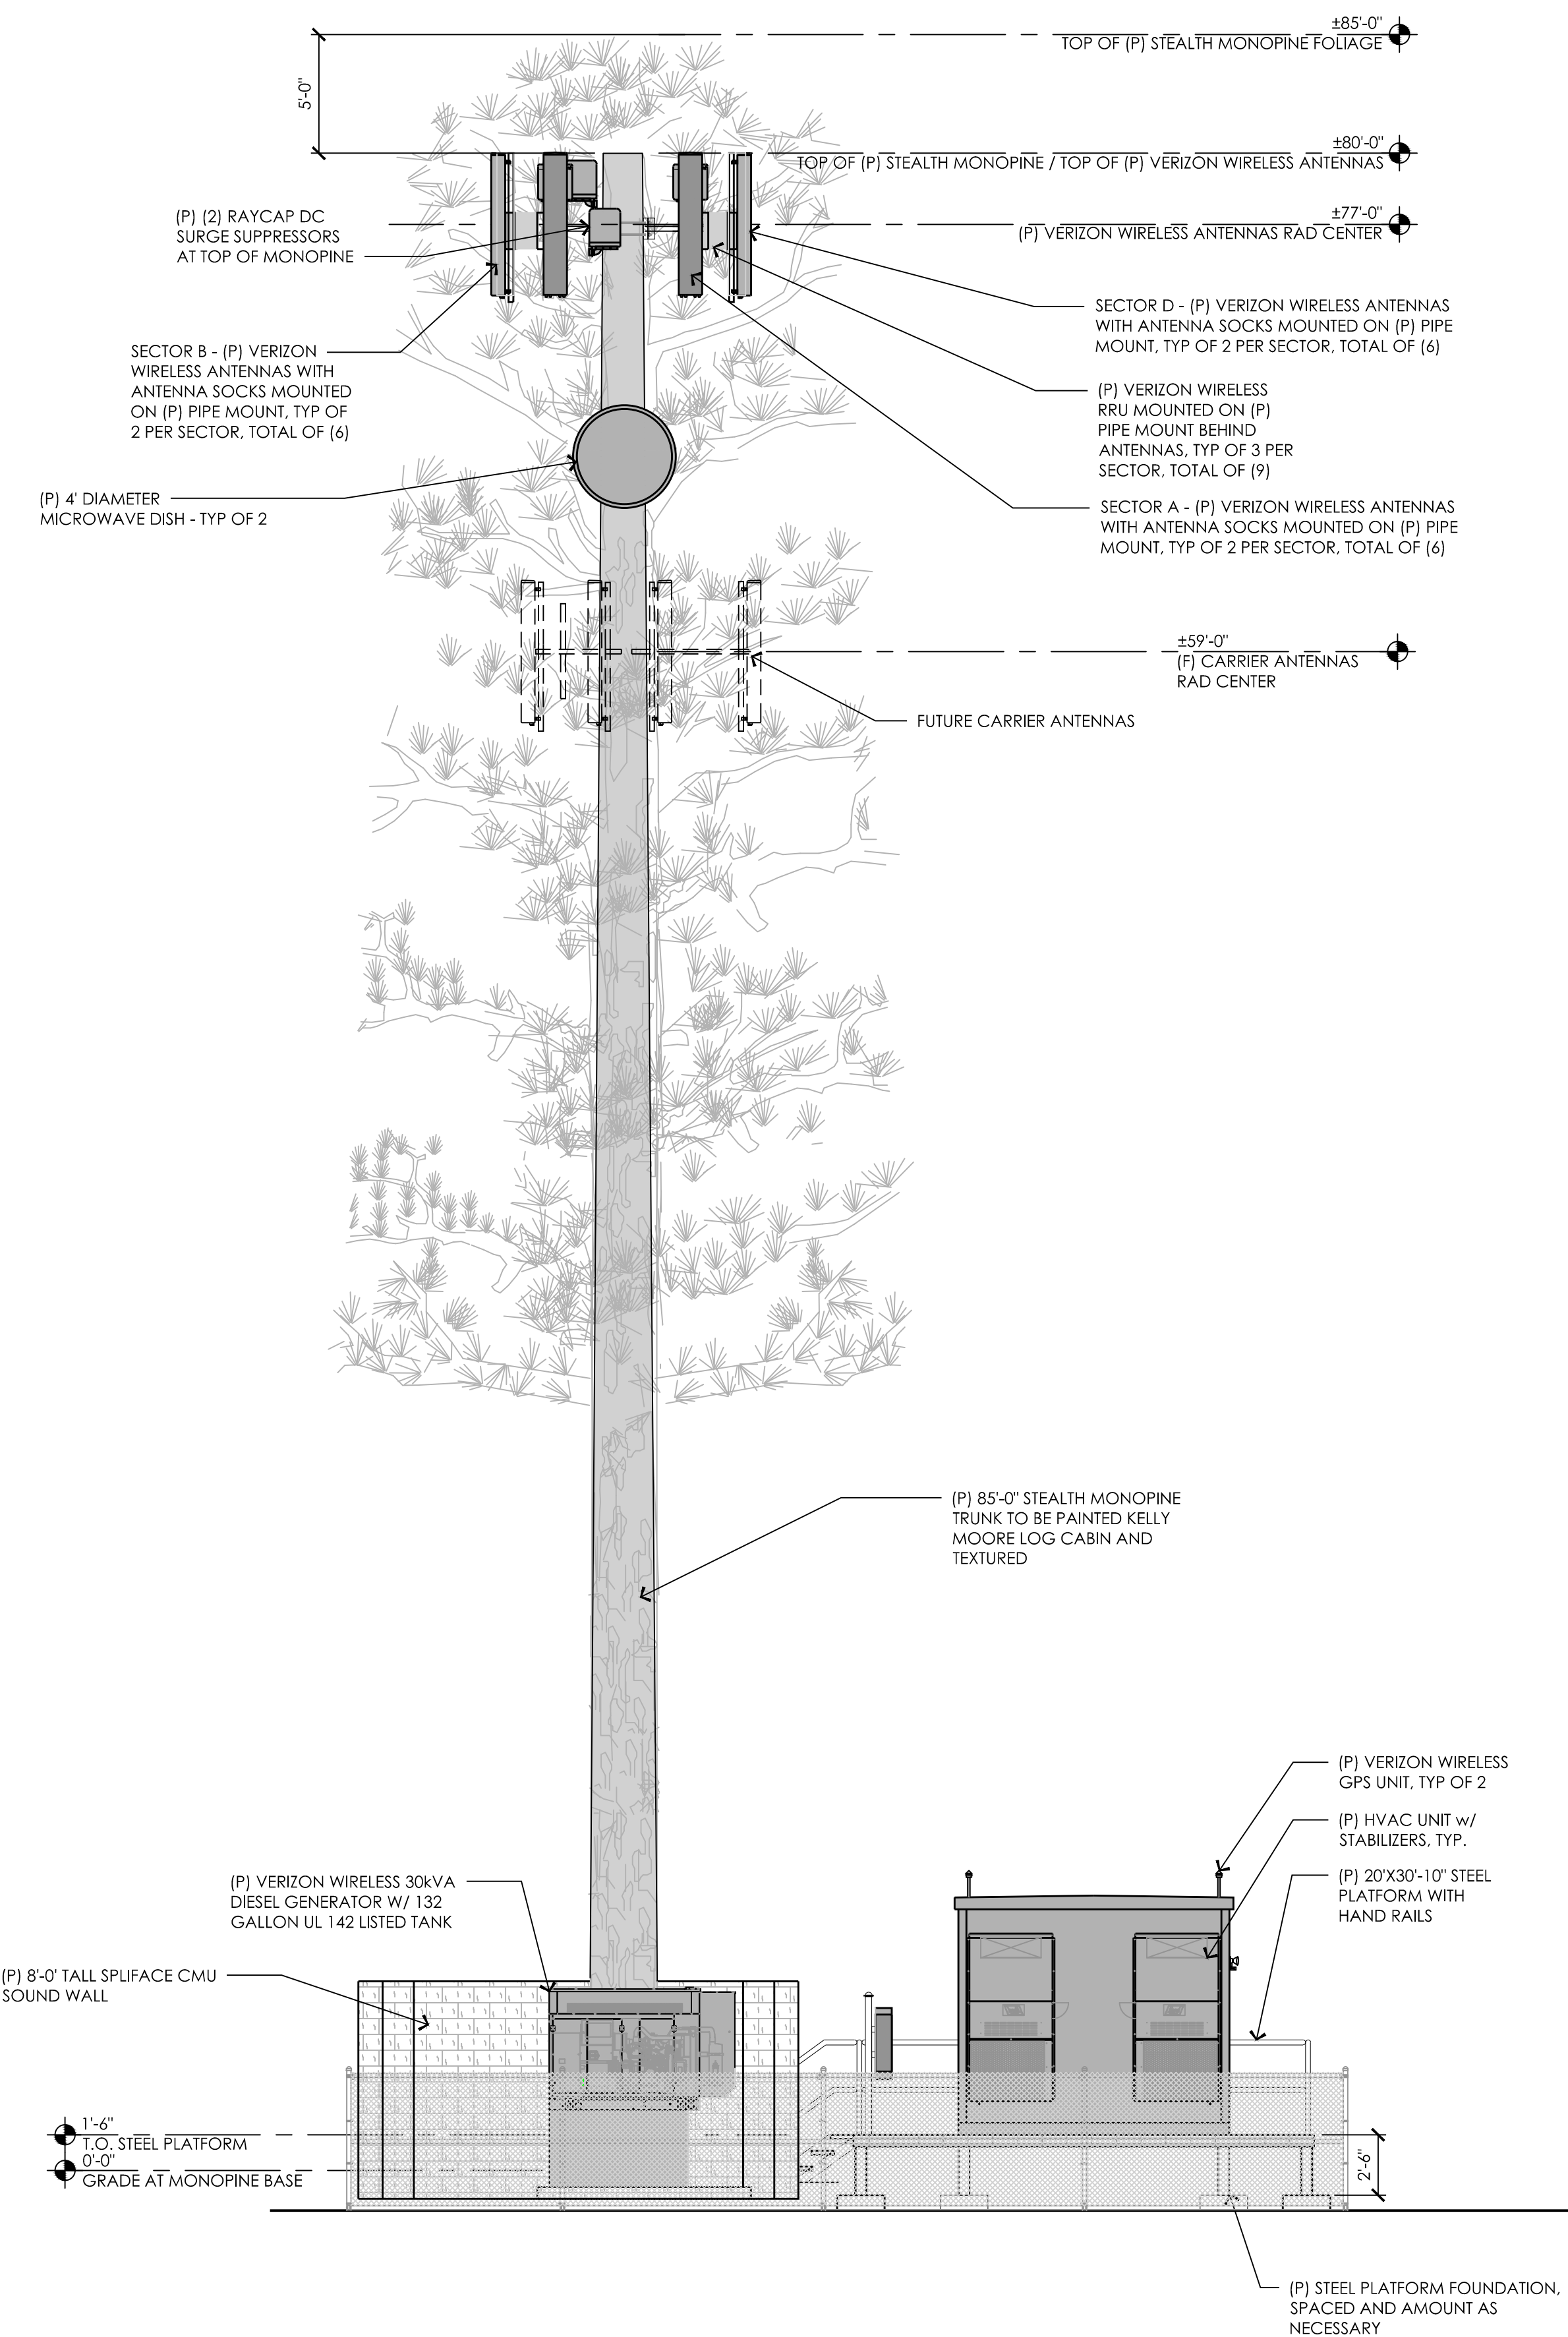 ±85'-0"
TOP OF (P) STEALTH MONOPINE FOLIAGE
5'-0"
±80'-0"
TOP OF (P) STEALTH MONOPINE / TOP OF (P) VERIZON WIRELESS ANTENNAS
±77'-0"
(P) VERIZON WIRELESS ANTENNAS RAD CENTER
(P) (2) RAYCAP DC
SURGE SUPPRESSORS
AT TOP OF MONOPINE
SECTOR D - (P) VERIZON WIRELESS ANTENNAS
WITH ANTENNA SOCKS MOUNTED ON (P) PIPE
MOUNT, TYP OF 2 PER SECTOR, TOTAL OF (6)
SECTOR B - (P) VERIZON
WIRELESS ANTENNAS WITH
ANTENNA SOCKS MOUNTED
ON (P) PIPE MOUNT, TYP OF
2 PER SECTOR, TOTAL OF (6)
(P) VERIZON WIRELESS
RRU MOUNTED ON (P)
PIPE MOUNT BEHIND
ANTENNAS, TYP OF 3 PER
SECTOR, TOTAL OF (9)
(P) 4' DIAMETER
MICROWAVE DISH - TYP OF 2
SECTOR A - (P) VERIZON WIRELESS ANTENNAS
WITH ANTENNA SOCKS MOUNTED ON (P) PIPE
MOUNT, TYP OF 2 PER SECTOR, TOTAL OF (6)
±59'-0"
(F) CARRIER ANTENNAS
RAD CENTER
FUTURE CARRIER ANTENNAS
(P) 85'-0" STEALTH MONOPINE
TRUNK TO BE PAINTED KELLY
MOORE LOG CABIN AND
TEXTURED
(P) VERIZON WIRELESS
GPS UNIT, TYP OF 2
(P) HVAC UNIT w/
STABILIZERS, TYP.
(P) 20'X30'-10" STEEL
PLATFORM WITH
HAND RAILS
(P) VERIZON WIRELESS 30kVA
DIESEL GENERATOR W/ 132
GALLON UL 142 LISTED TANK
(P) 8'-0' TALL SPLIFACE CMU
SOUND WALL
1'-6"
T.O. STEEL PLATFORM
0'-0"
GRADE AT MONOPINE BASE
2'-6"
(P) STEEL PLATFORM FOUNDATION,
SPACED AND AMOUNT AS
NECESSARY